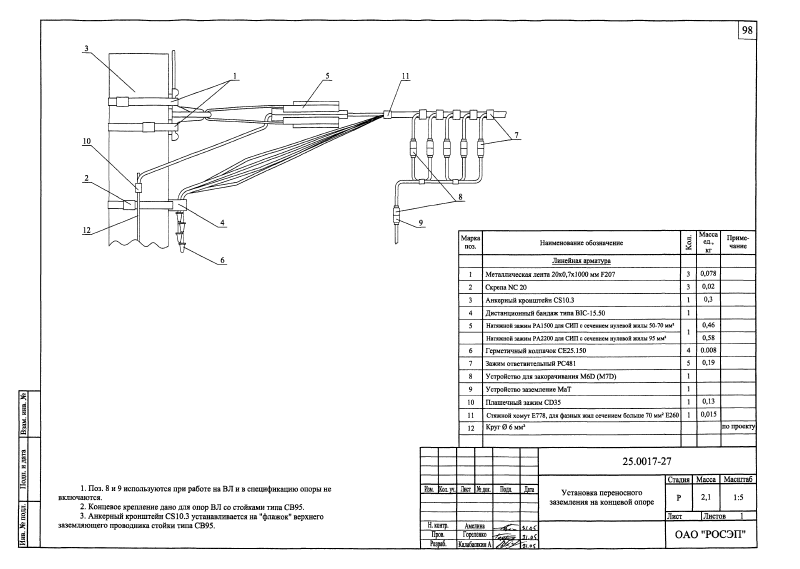 98
3
1
5
11
7
10
2
12
4
6
8
9
Марка поз. Наименование обозначение Кол. Масса ед., кг Приме- чание
Линейная арматура
1 Металлическая лента 20х0,7х1000 мм F207 3 0,078
2 Скрепа NC 20 3 0,02
3 Анкерный кронштейн CS10.3 1 0,3
4 Дистанционный бандаж типа BIC-15.50 1
5 Натяжной зажим PA1500 для СИП с сечением нулевой жилы 50-70 мм² 1 0,46
Натяжной зажим PA2200 для СИП с сечением нулевой жилы 95 мм² 0,58
6 Герметичный колпачок CE25.150 4 0.008
7 Зажим ответвительный PC481 5 0,19
8 Устройство для закорачивания M6D (M7D) 1
9 Устройство заземление МаТ 1
10 Плашечный зажим CD35 1 0,13
11 Стяжной хомут E778, для фазных жил сечением больше 70 мм² E260 1 0,015
12 Круг Ø 6 мм² по проекту
1. Поз. 8 и 9 используются при работе на ВЛ и в спецификацию опоры не
включаются.
2. Концевое крепление дано для опор ВЛ со стойками типа СВ95.
3. Анкерный кронштейн CS10.3 устанавливается на "флажок" верхнего
заземляющего проводника стойки типа СВ95.
Взам. инв. №
Подп. и дата
Инв. № подл.
25.0017-27
Изм. Кол. уч. Лист № док. Подп. Дата
Установка переносного
заземления на концевой опоре
Стадия Масса Масштаб
Р 2,1 1:5
Лист Листов 1
Н. контр. Амелина 31.05
Пров. Гореленко 31.05
Разраб. Калабашкин А 31.05
ОАО "РОСЭП"